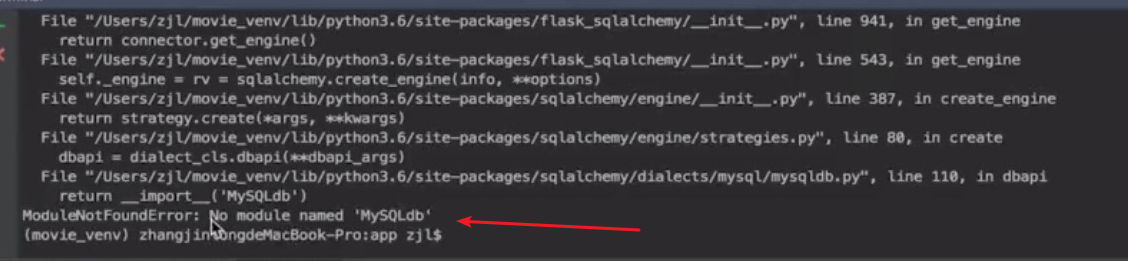 File "/Users/zjl/movie_venv/lib/python3.6/site-packages/flask_sqlalchemy/__init__.py", line 941, in get_engine
return connector.get_engine()
File "/Users/zjl/movie_venv/lib/python3.6/site-packages/flask_sqlalchemy/__init__.py", line 543, in get_engine
self._engine = rv = sqlalchemy.create_engine(info, **options)
File "/Users/zjl/movie_venv/lib/python3.6/site-packages/sqlalchemy/engine/__init__.py", line 387, in create_engine
return strategy.create(*args, **kwargs)
File "/Users/zjl/movie_venv/lib/python3.6/site-packages/sqlalchemy/engine/strategies.py", line 80, in create
dbapi = dialect_cls.dbapi(**dbapi_args)
File "/Users/zjl/movie_venv/lib/python3.6/site-packages/sqlalchemy/dialects/mysql/mysqldb.py", line 110, in dbapi
return __import__('MySQLdb')
ModuleNotFoundError: No module named 'MySQLdb'
(movie_venv) :app zjl$